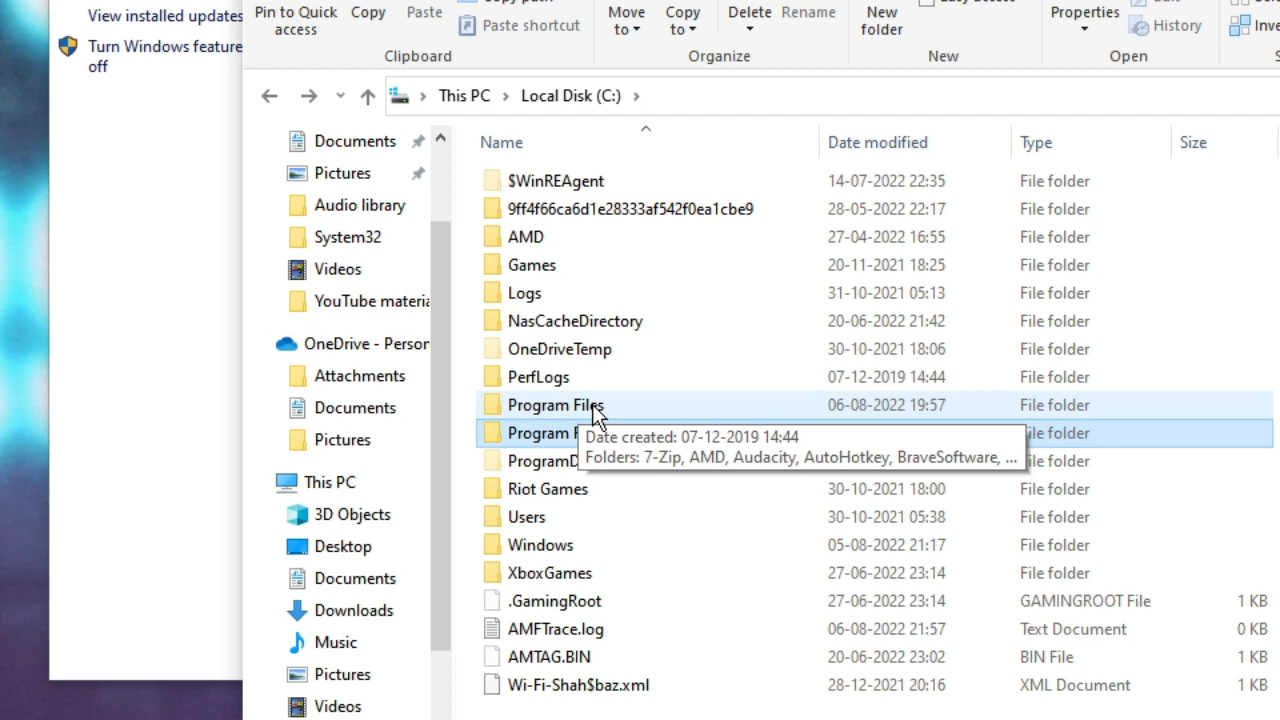 View installed updates
Turn Windows feature
off
Pin to Quick
access
Copy
Paste
Copy path
Paste shortcut
Clipboard
Move
to
Copy
to
Delete
Rename
Organize
New
folder
Easy access
New
Properties
Edit
History
Open
This PC > Local Disk (C:) >
Documents
Pictures
Audio library
System32
Videos
YouTube materia
OneDrive - Person
Attachments
Documents
Pictures
This PC
3D Objects
Desktop
Documents
Downloads
Music
Pictures
Videos
Name Date modified Type Size
$WinREAgent 14-07-2022 22:35 File folder
9ff4f66ca6d1e28333af542f0ea1cbe9 28-05-2022 22:17 File folder
AMD 27-04-2022 16:55 File folder
Games 20-11-2021 18:25 File folder
Logs 31-10-2021 05:13 File folder
NasCacheDirectory 20-06-2022 21:42 File folder
OneDriveTemp 30-10-2021 18:06 File folder
PerfLogs 07-12-2019 14:44 File folder
Program Files 06-08-2022 19:57 File folder
Program F ile folder
Date created: 07-12-2019 14:44
Folders: 7-Zip, AMD, Audacity, AutoHotkey, BraveSoftware, ...
ProgramD ile folder
Riot Games 30-10-2021 18:00 File folder
Users 30-10-2021 05:38 File folder
Windows 05-08-2022 21:17 File folder
XboxGames 27-06-2022 23:14 File folder
.GamingRoot 27-06-2022 23:14 GAMINGROOT File 1 KB
AMFTrace.log 06-08-2022 21:57 Text Document 0 KB
AMTAG.BIN 20-06-2022 23:02 BIN File 1 KB
Wi-Fi-Shah$baz.xml 28-12-2021 20:16 XML Document 1 KB